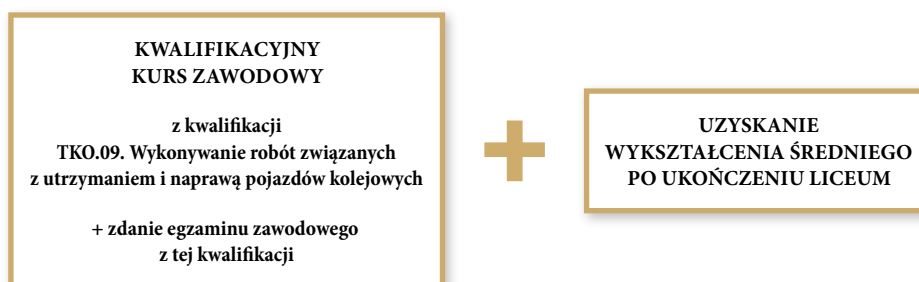 KWALIFIKACYJNY
KURS ZAWODOWY
z kwalifikacji
TKO.09. Wykonywanie robót związanych
z utrzymaniem i naprawą pojazdów kolejowych
+ zdanie egzaminu zawodowego
z tej kwalifikacji
+
UZYSKANIE
WYKSZTAŁCENIA ŚREDNIEGO
PO UKOŃCZENIU LICEUM